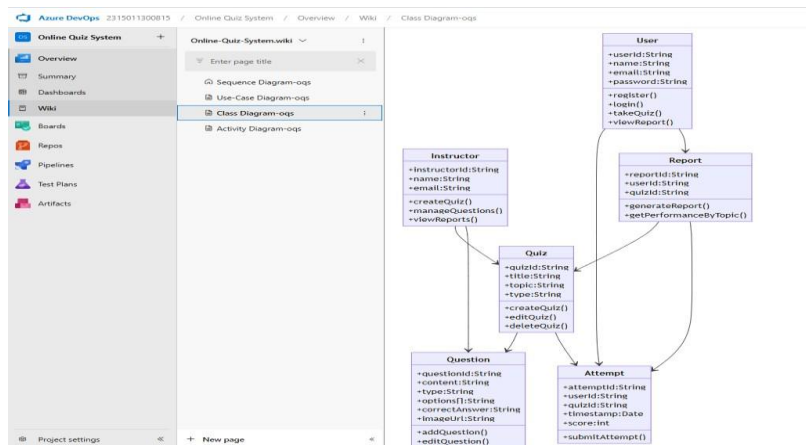 Azure DevOps 2315011300815 / Online Quiz System / Overview / Wiki / Class Diagram-oqs
OS Online Quiz System +
Overview
Summary
Dashboards
Wiki
Boards
Repos
Pipelines
Test Plans
Artifacts
Project settings
Online-Quiz-System.wiki
Enter page title
Sequence Diagram-oqs
Use-Case Diagram-oqs
Class Diagram-oqs
Activity Diagram-oqs
+ New page
User
+userId:String
+name:String
+email:String
+password:String
+register()
+login()
+takeQuiz()
+viewReport()
Instructor
+instructorId:String
+name:String
+email:String
+createQuiz()
+manageQuestions()
+viewReports()
Report
+reportId:String
+userId:String
+quizId:String
+generateReport()
+getPerformanceByTopic()
Quiz
+quizId:String
+title:String
+topic:String
+type:String
+createQuiz()
+editQuiz()
+deleteQuiz()
Question
+questionId:String
+content:String
+type:String
+options[]:String
+correctAnswer:String
+imageUrl:String
+addQuestion()
+editQuestion()
Attempt
+attemptId:String
+userId:String
+quizId:String
+timestamp:Date
+score:int
+submitAttempt()